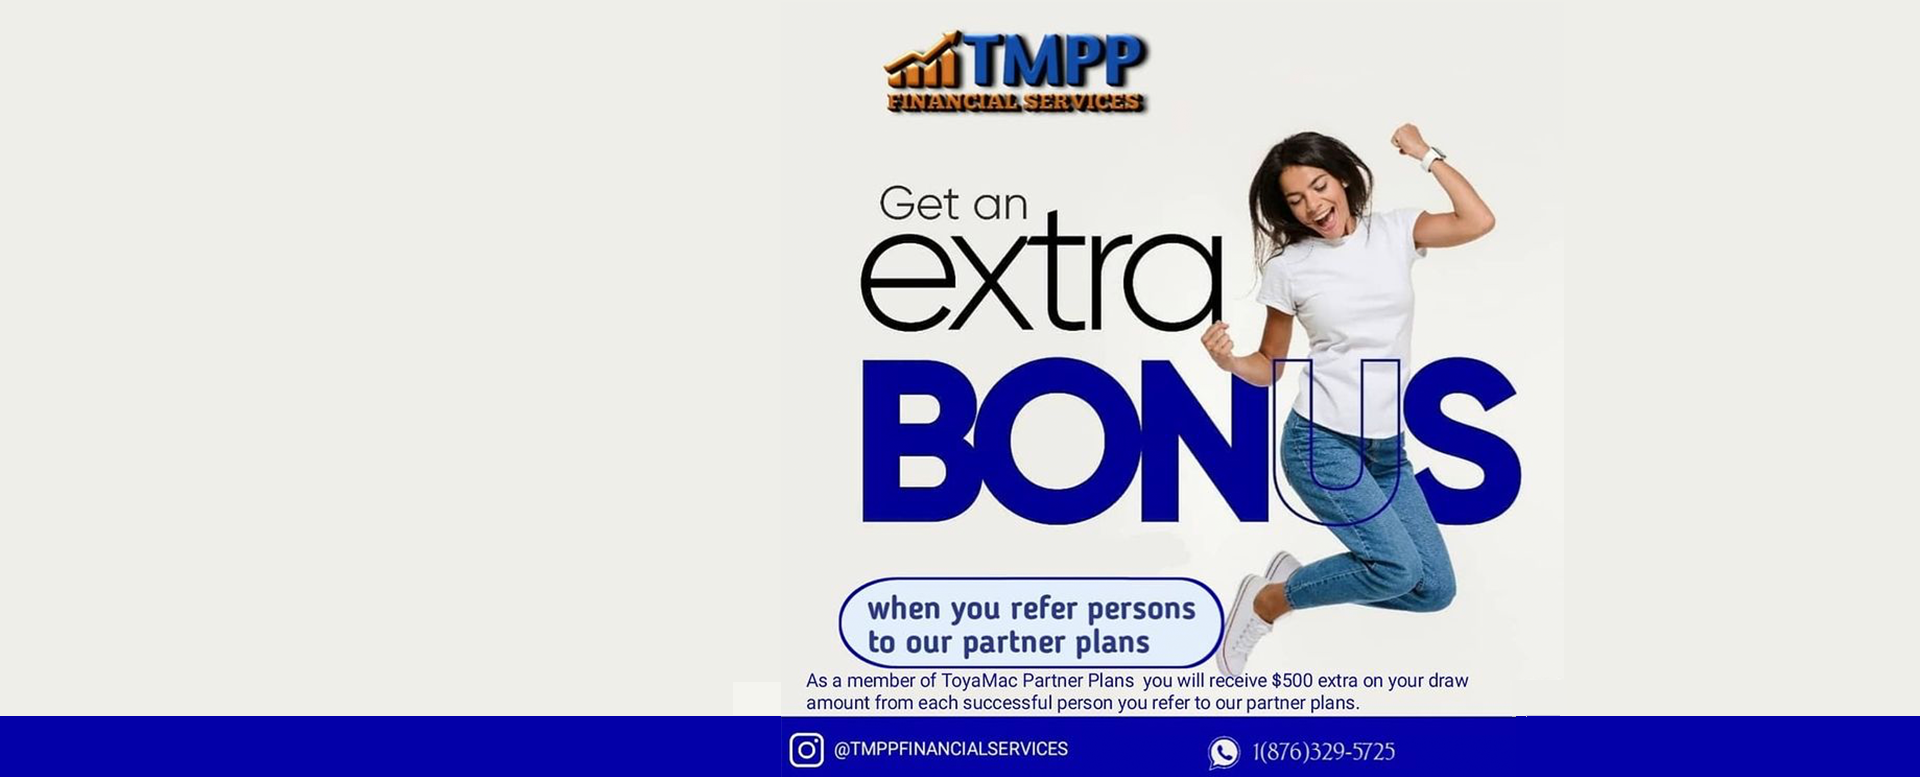 TMPP
FINANCIAL SERVICES
Get an
extra
BONUS
when you refer persons
to our partner plans
As a member of ToyaMac Partner Plans you will receive $500 extra on your draw
amount from each successful person you refer to our partner plans.
@TMPPFINANCIALSERVICES
1(876)329-5725